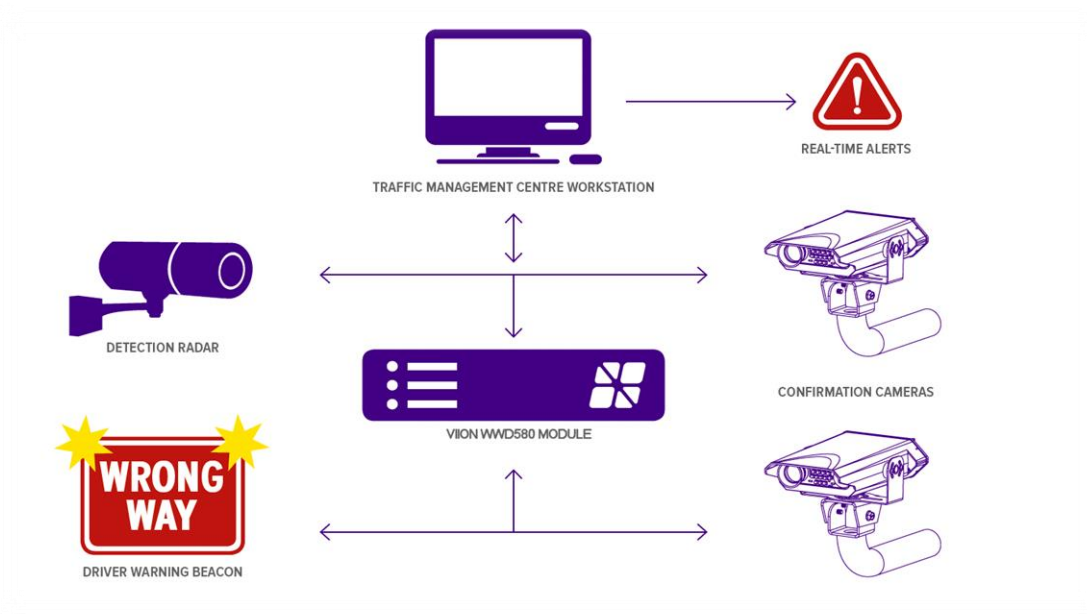 TRAFFIC MANAGEMENT CENTRE WORKSTATION
REAL-TIME ALERTS
DETECTION RADAR
CONFIRMATION CAMERAS
VIION WWD580 MODULE
WRONG
WAY
DRIVER WARNING BEACON